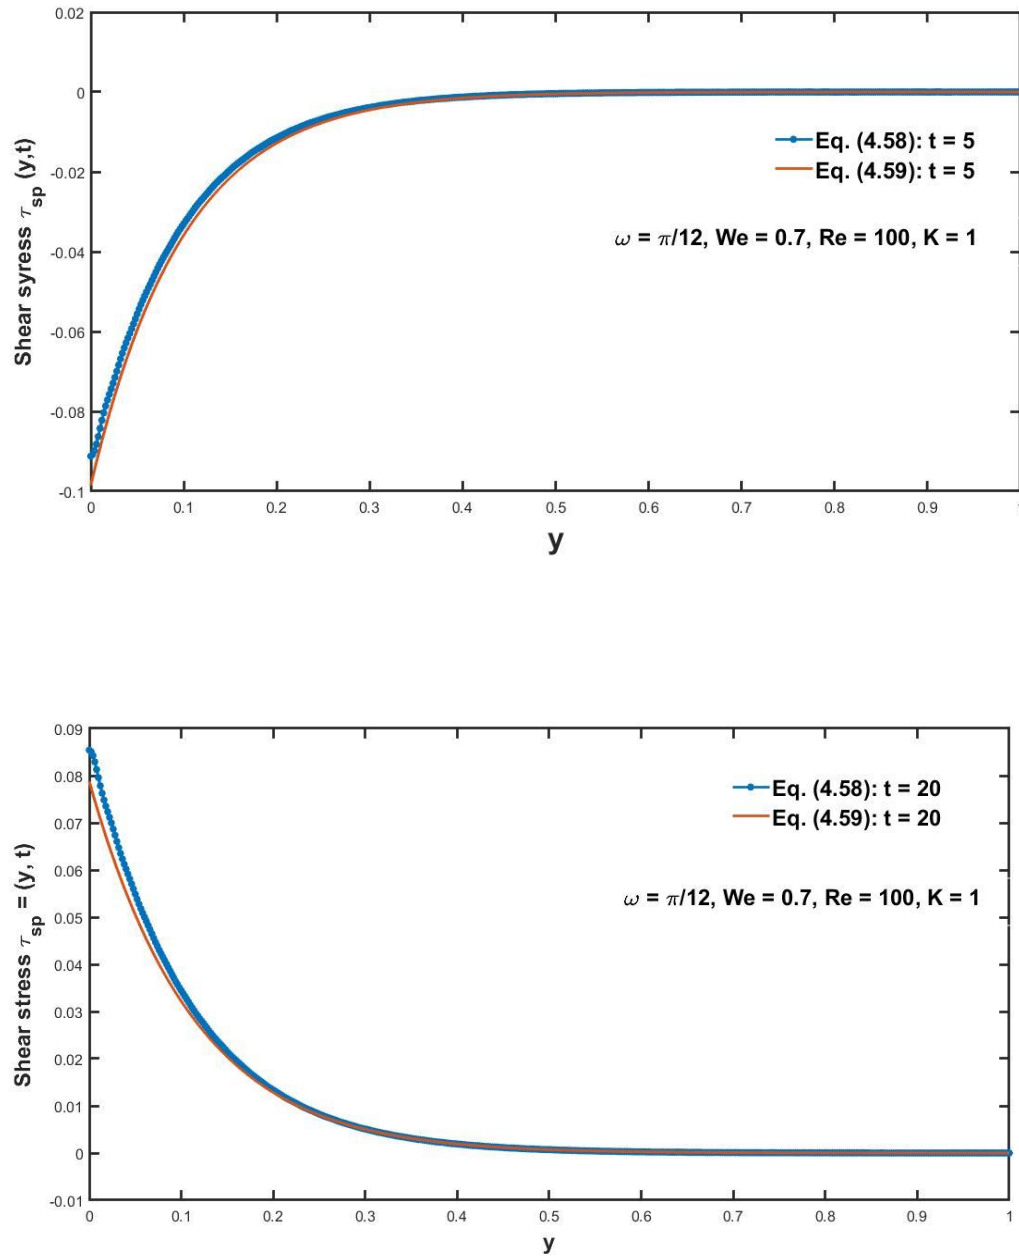 0.02
0
-0.02
-0.04
-0.06
-0.08
-0.1
Shear syress τsp (y,t)
Eq. (4.58): t = 5
Eq. (4.59): t = 5
ω = π/12, We = 0.7, Re = 100, K = 1
0 0.1 0.2 0.3 0.4 0.5 0.6 0.7 0.8 0.9
y
0.09
0.08
0.07
0.06
0.05
0.04
0.03
0.02
0.01
0
-0.01
Shear stress τsp = (y, t)
Eq. (4.58): t = 20
Eq. (4.59): t = 20
ω = π/12, We = 0.7, Re = 100, K = 1
0 0.1 0.2 0.3 0.4 0.5 0.6 0.7 0.8 0.9 1
y